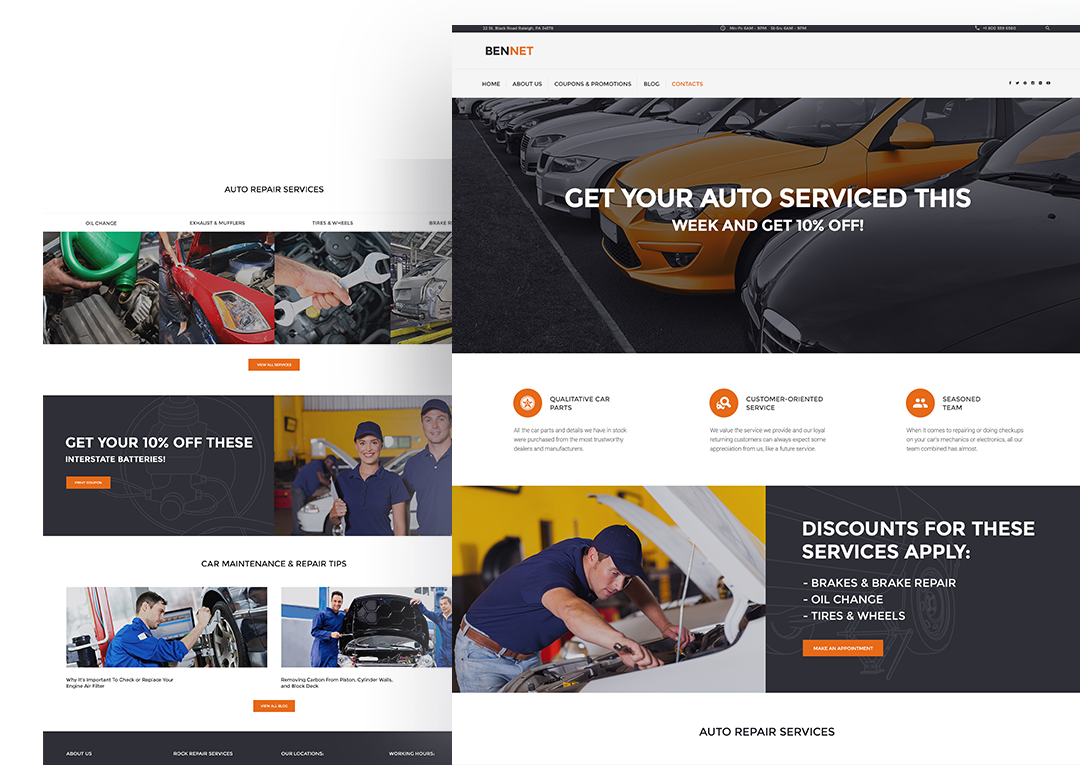 22 St. Black Road Raleigh, PA 34578
Mn-Fr: 6AM - 9PM St-Sn: 6AM - 7PM
BENNET
HOME ABOUT US COUPONS & PROMOTIONS BLOG CONTACTS
GET YOUR AUTO SERVICED THIS
WEEK AND GET 10% OFF!
QUALITATIVE CAR
PARTS
All the car parts and details we have in stock
were purchased from the most trustworthy
dealers and manufacturers.
CUSTOMER-ORIENTED
SERVICE
We value the service we provide and our loyal
returning customers can always expect some
appreciation from us, like a future service.
SEASONED
TEAM
When it comes to repairing or doing checkups
on your car's mechanics or electronics, all our
team combined has almost.
DISCOUNTS FOR THESE
SERVICES APPLY:
- BRAKES & BRAKE REPAIR
- OIL CHANGE
- TIRES & WHEELS
MAKE AN APPOINTMENT
AUTO REPAIR SERVICES
AUTO REPAIR SERVICES
OIL CHANGE EXHALIST & MUFFLERS TIRES & WHEELS BRAKE R
VIEW ALL SERVICES
GET YOUR 10% OFF THESE
INTERSTATE BATTERIES!
PRINT COUPON
CAR MAINTENANCE & REPAIR TIPS
Why It's Important To Check or Replace Your
Engine Air Filter
Removing Carbon From Piston, Cylinder Walls,
and Block Deck
VIEW ALL BLOG
ABOUT US ROCK REPAIR SERVICES OUR LOCATIONS: WORKING HOURS: